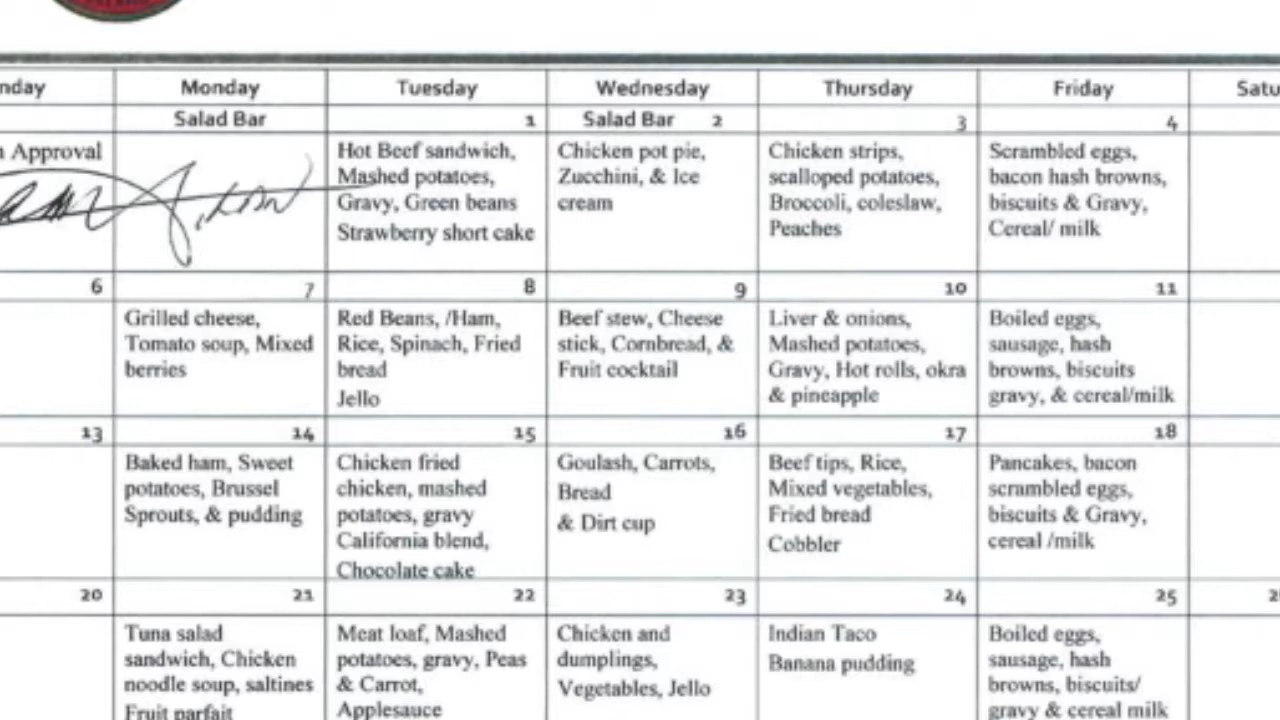 nday Monday Tuesday Wednesday Thursday Friday Satu
Salad Bar 1 Salad Bar 2 3 4
Approval
Hot Beef sandwich,
Mashed potatoes,
Gravy, Green beans
Strawberry short cake
Chicken pot pie,
Zucchini, & Ice
cream
Chicken strips,
scalloped potatoes,
Broccoli, coleslaw,
Peaches
Scrambled eggs,
bacon hash browns,
biscuits & Gravy,
Cereal/ milk
6 7 8 9 10 11
Grilled cheese,
Tomato soup, Mixed
berries
Red Beans, /Ham,
Rice, Spinach, Fried
bread
Jello
Beef stew, Cheese
stick, Cornbread, &
Fruit cocktail
Liver & onions,
Mashed potatoes,
Gravy, Hot rolls, okra
& pineapple
Boiled eggs,
sausage, hash
browns, biscuits
gravy, & cereal/milk
13 14 15 16 17 18
Baked ham, Sweet
potatoes, Brussel
Sprouts, & pudding
Chicken fried
chicken, mashed
potatoes, gravy
California blend,
Chocolate cake
Goulash, Carrots,
Bread
& Dirt cup
Beef tips, Rice,
Mixed vegetables,
Fried bread
Cobbler
Pancakes, bacon
scrambled eggs,
biscuits & Gravy,
cereal /milk
20 21 22 23 24 25
Tuna salad
sandwich, Chicken
noodle soup, saltines
Fruit parfait
Meat loaf, Mashed
potatoes, gravy, Peas
& Carrot,
Applesauce
Chicken and
dumplings,
Vegetables, Jello
Indian Taco
Banana pudding
Boiled eggs,
sausage, hash
browns, biscuits/
gravy & cereal milk